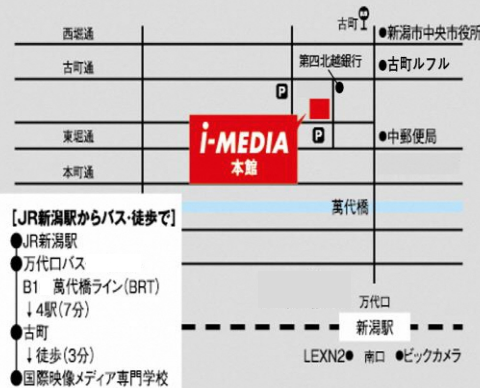 古町
西堀通
●新潟市中央市役所
第四北越銀行
古町通
●古町ルフル
P
i-MEDIA
本館
P
東堀通
●中郵便局
本町通
萬代橋
[JR新潟駅からバス・徒歩で]
●JR新潟駅
●万代口バス
B1 萬代橋ライン(BRT)
↓4駅(7分)
●古町
↓徒歩(3分)
●国際映像メディア専門学校
万代口
新潟駅
LEXN2● 南口 ●ビックカメラ